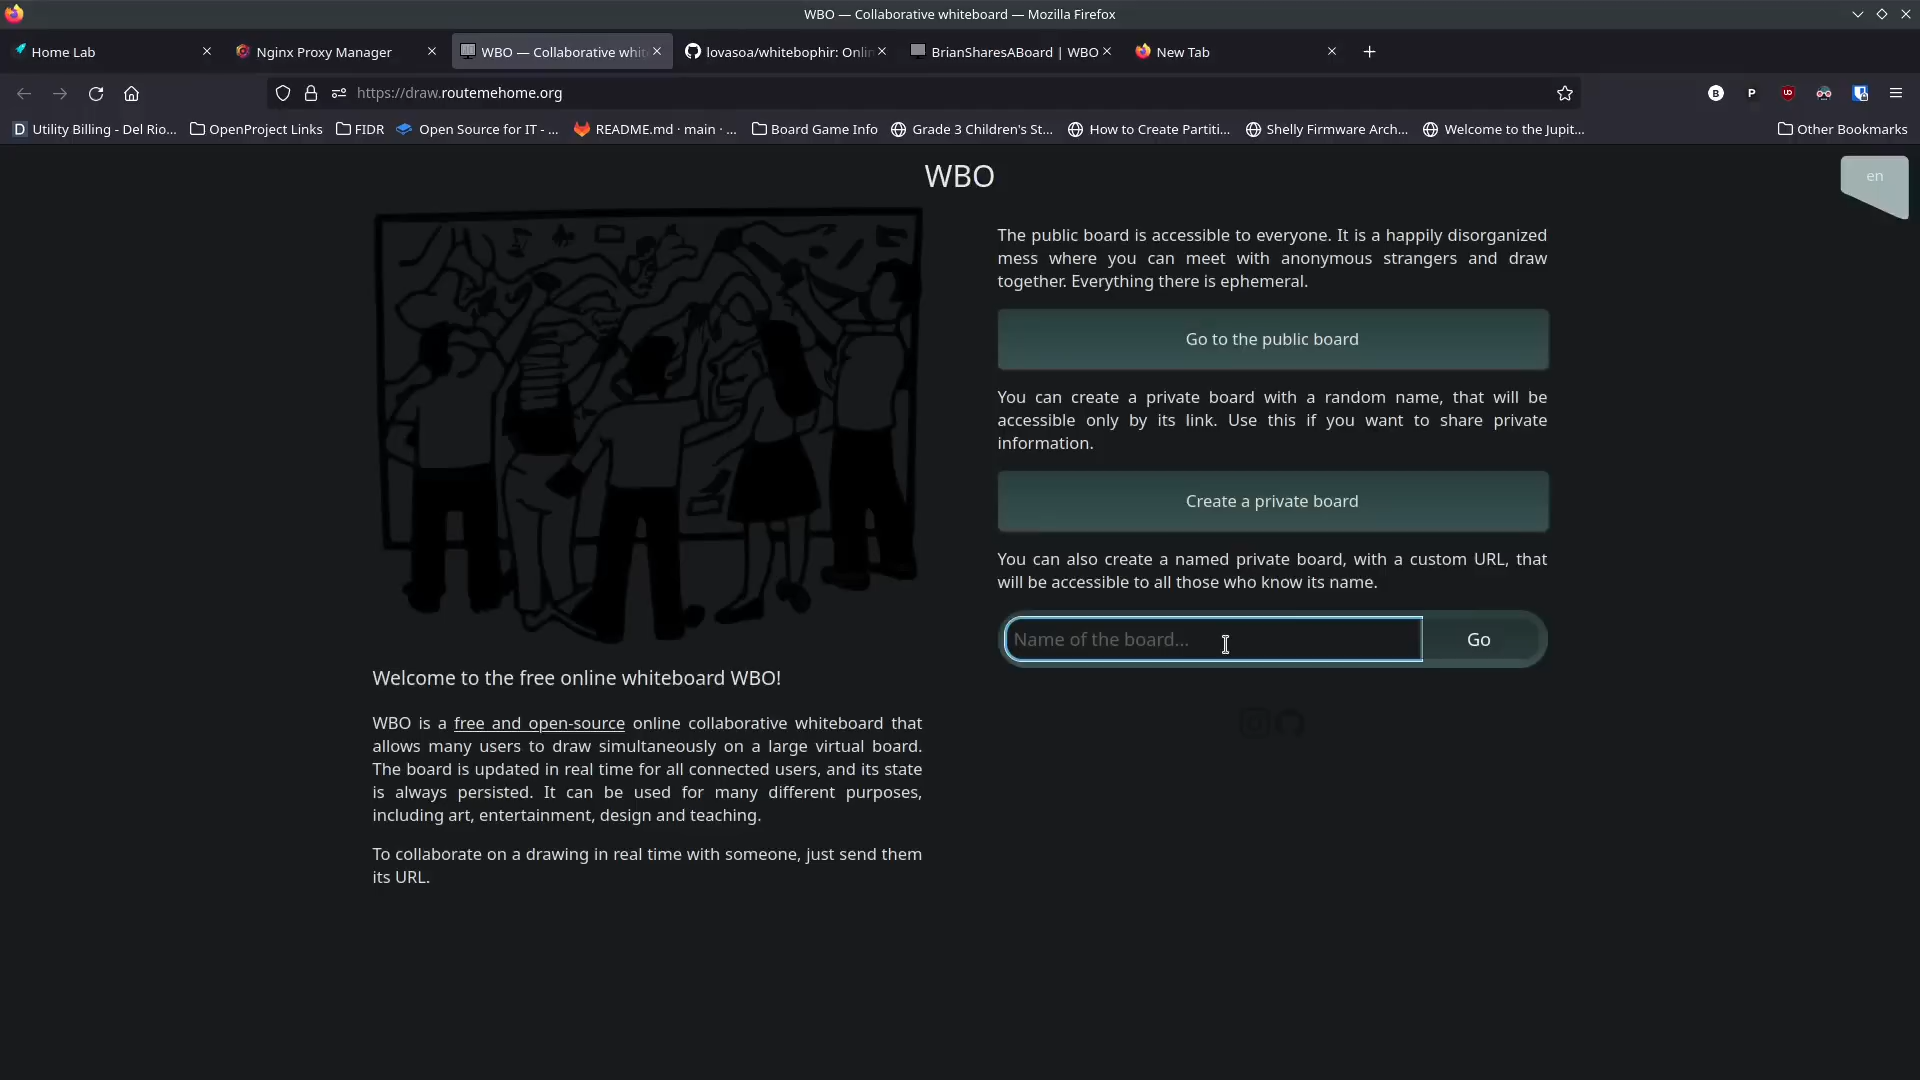 WBO — Collaborative whiteboard — Mozilla Firefox
Home Lab
Nginx Proxy Manager
WBO — Collaborative whit
lovasoa/whitebophir: Onli
BrianSharesABoard | WBO
New Tab
https://draw.routemehome.org
Utility Billing - Del Rio...
OpenProject Links
FIDR
Open Source for IT - ...
README.md · main · ...
Board Game Info
Grade 3 Children's St...
How to Create Partiti...
Shelly Firmware Arch...
Welcome to the Jupit...
Other Bookmarks
WBO
en
The public board is accessible to everyone. It is a happily disorganized
mess where you can meet with anonymous strangers and draw
together. Everything there is ephemeral.
Go to the public board
You can create a private board with a random name, that will be
accessible only by its link. Use this if you want to share private
information.
Create a private board
You can also create a named private board, with a custom URL, that
will be accessible to all those who know its name.
Name of the board...
Go
Welcome to the free online whiteboard WBO!
WBO is a free and open-source online collaborative whiteboard that
allows many users to draw simultaneously on a large virtual board.
The board is updated in real time for all connected users, and its state
is always persisted. It can be used for many different purposes,
including art, entertainment, design and teaching.
To collaborate on a drawing in real time with someone, just send them
its URL.